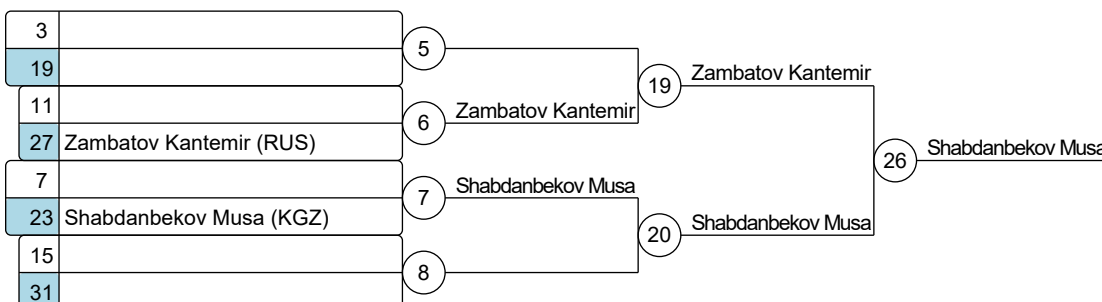 3
5
19
Zambatov Kantemir
19
11
6
Zambatov Kantemir
27 Zambatov Kantemir (RUS)
26
Shabdanbekov Musa
7
7
Shabdanbekov Musa
23 Shabdanbekov Musa (KGZ)
20
Shabdanbekov Musa
15
8
31